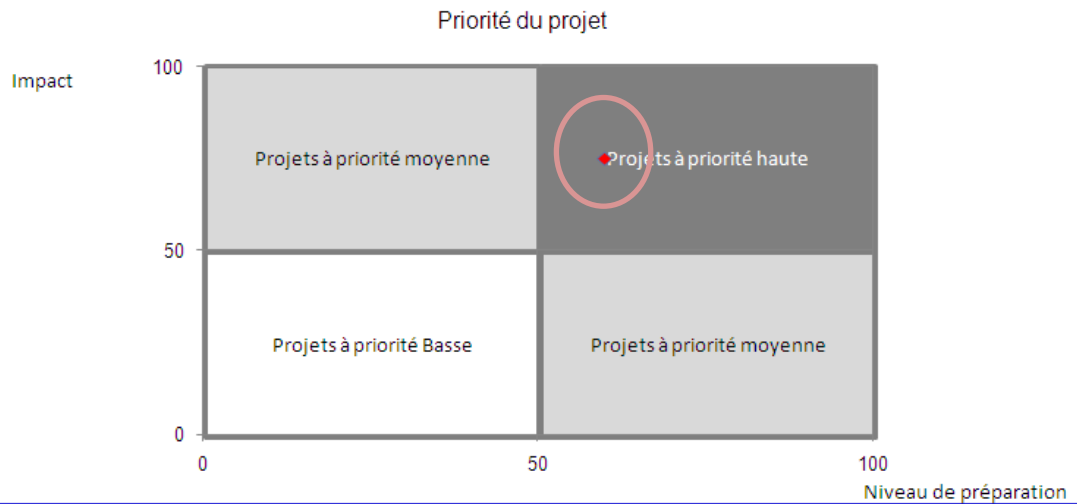 Priorité du projet
Impact
100
Projets à priorité moyenne
Projets à priorité haute
50
Projets à priorité Basse
Projets à priorité moyenne
0
0
50
100
Niveau de préparation